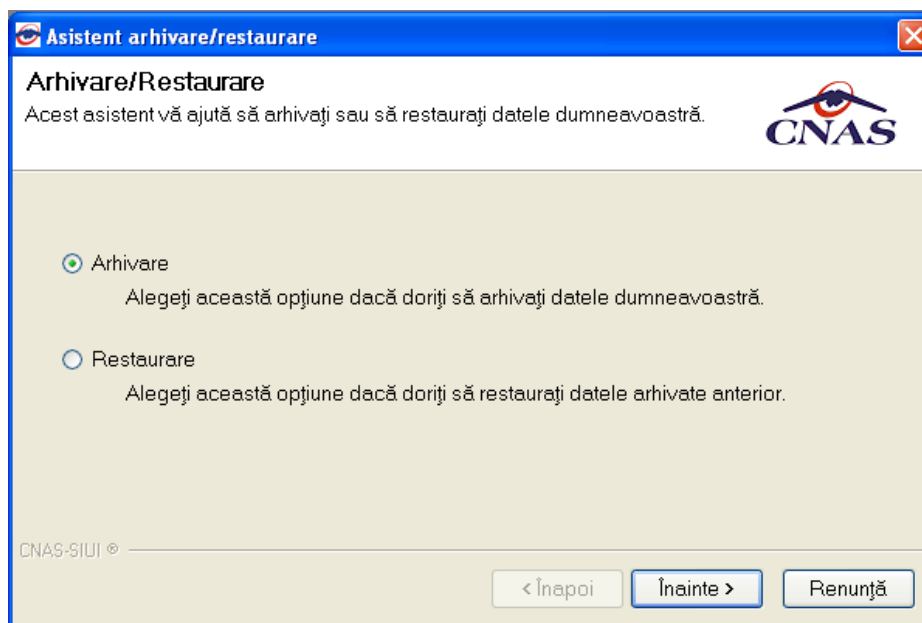 Asistent arhivare/restaurare
Arhivare/Restaurare
Acest asistent vă ajută să arhivaţi sau să restauraţi datele dumneavoastră.
CNAS
Arhivare
Alegeţi această opţiune dacă doriţi să arhivaţi datele dumneavoastră.
Restaurare
Alegeţi această opţiune dacă doriţi să restauraţi datele arhivate anterior.
CNAS-SIUI ®
< Înapoi
Înainte >
Renunţă